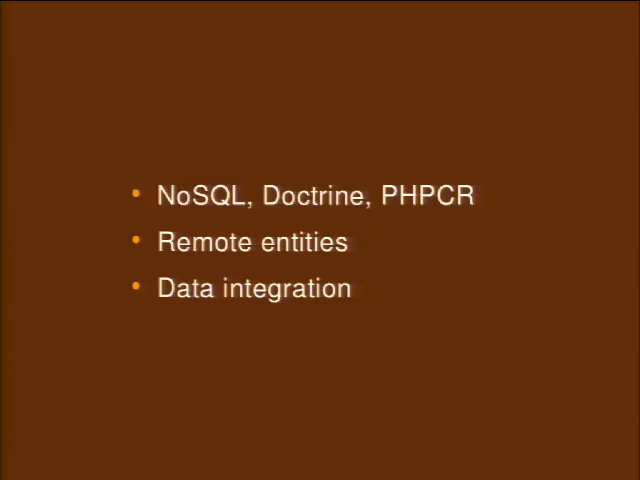 • NoSQL, Doctrine, PHPCR
• Remote entities
• Data integration